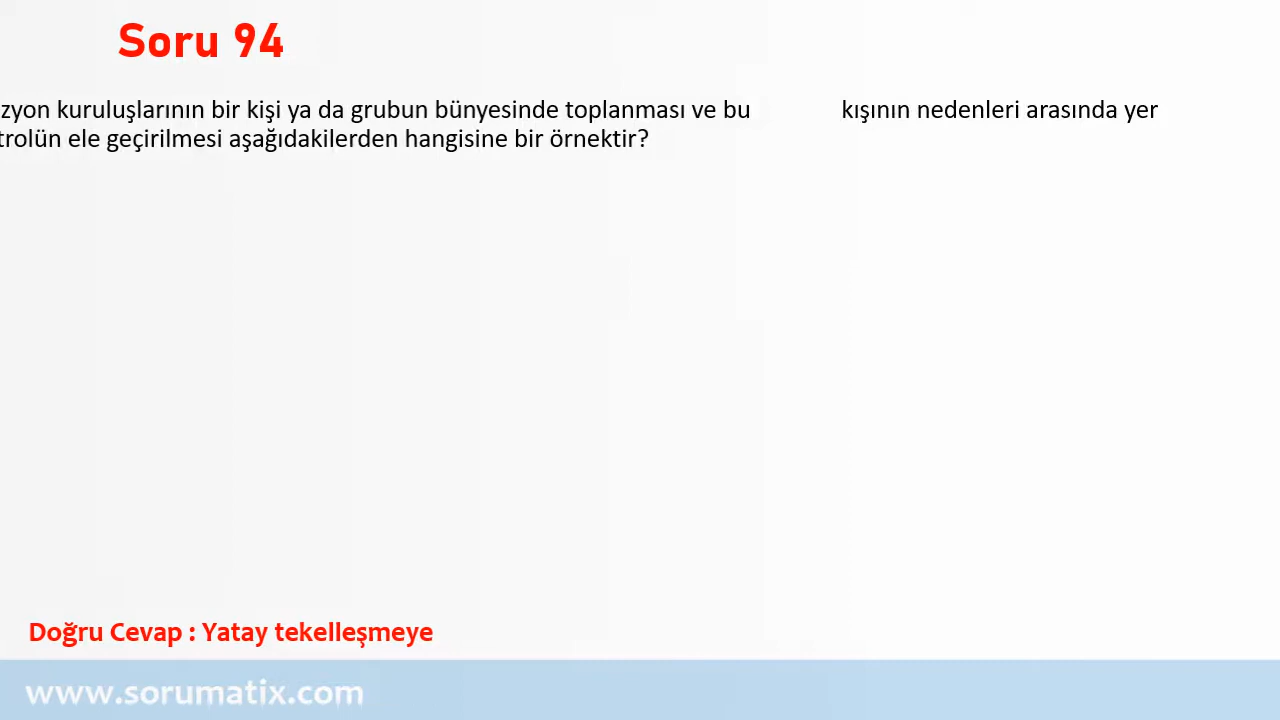 Soru 94
zyon kuruluşlarının bir kişi ya da grubun bünyesinde toplanması ve bu kışının nedenleri arasında yer
trolün ele geçirilmesi aşağıdakilerden hangisine bir örnektir?
Doğru Cevap : Yatay tekelleşmeye
www.sorumatix.com